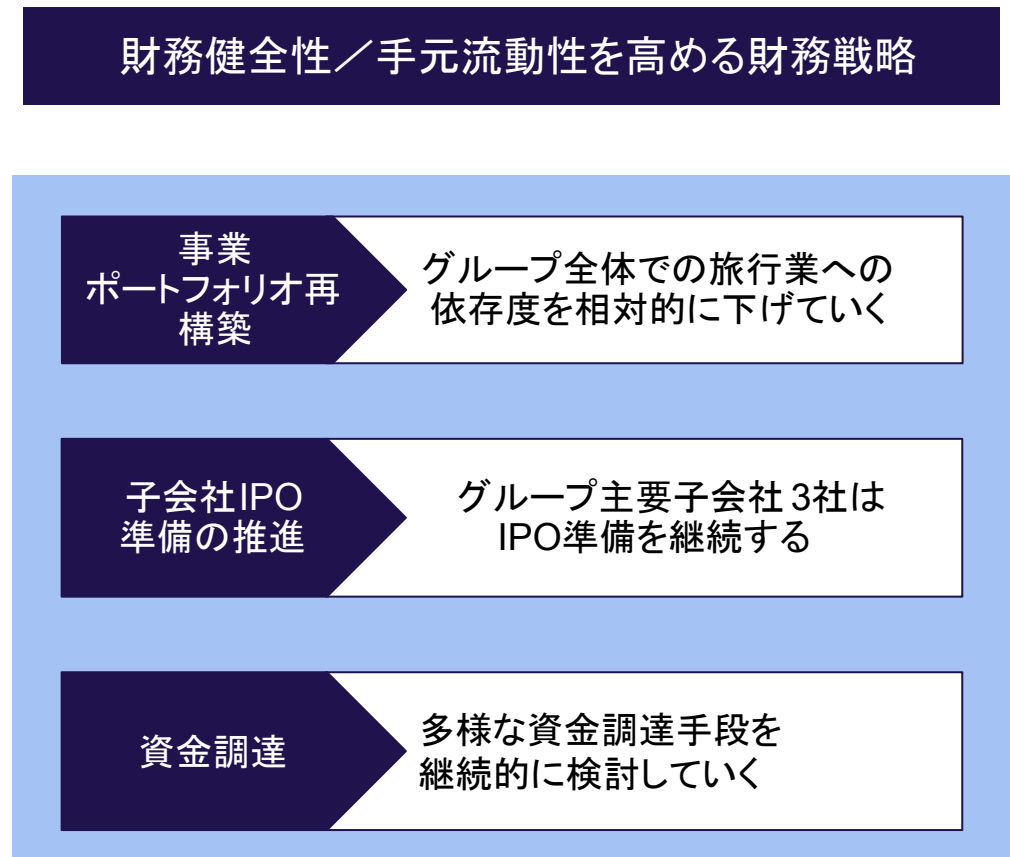 財務健全性／手元流動性を高める財務戦略
事業
ポートフォリオ再
構築
グループ全体での旅行業への
依存度を相対的に下げていく
子会社IPO
準備の推進
グループ主要子会社 3社は
IPO準備を継続する
資金調達
多様な資金調達手段を
継続的に検討していく